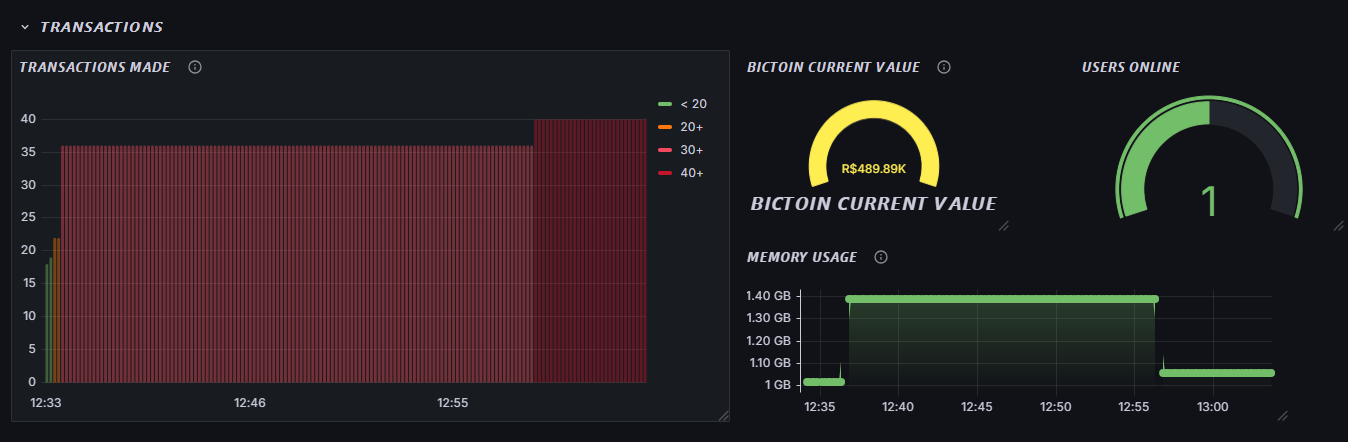 TRANSACTIONS
TRANSACTIONS MADE
40
35
30
25
20
15
10
5
0
12:33
12:46
12:55
< 20
20+
30+
40+
BICTOIN CURRENT VALUE
R$489.89K
BICTOIN CURRENT VALUE
USERS ONLINE
1
MEMORY USAGE
1.40 GB
1.30 GB
1.20 GB
1.10 GB
1 GB
12:35
12:40
12:45
12:50
12:55
13:00